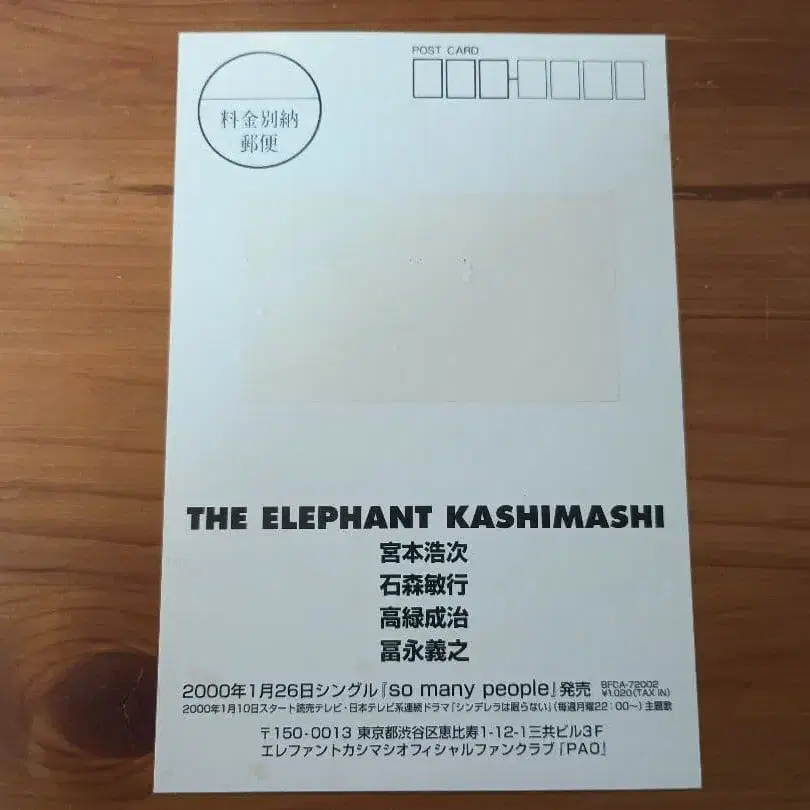 POST CARD
料金別納
郵便
THE ELEPHANT KASHIMASHI
宮本浩次
石森敏行
高緑成治
冨永義之
2000年1月26日シングル『so many people』発売 BFCA-72002
¥1,020(TAX IN)
2000年1月10日スタート読売テレビ・日本テレビ系連続ドラマ「シンデレラは眠らない」(毎週月曜22:00〜)主題歌
〒150-0013 東京都渋谷区恵比寿1-12-1三共ビル3F
エレファントカシマシオフィシャルファンクラブ『PAO』